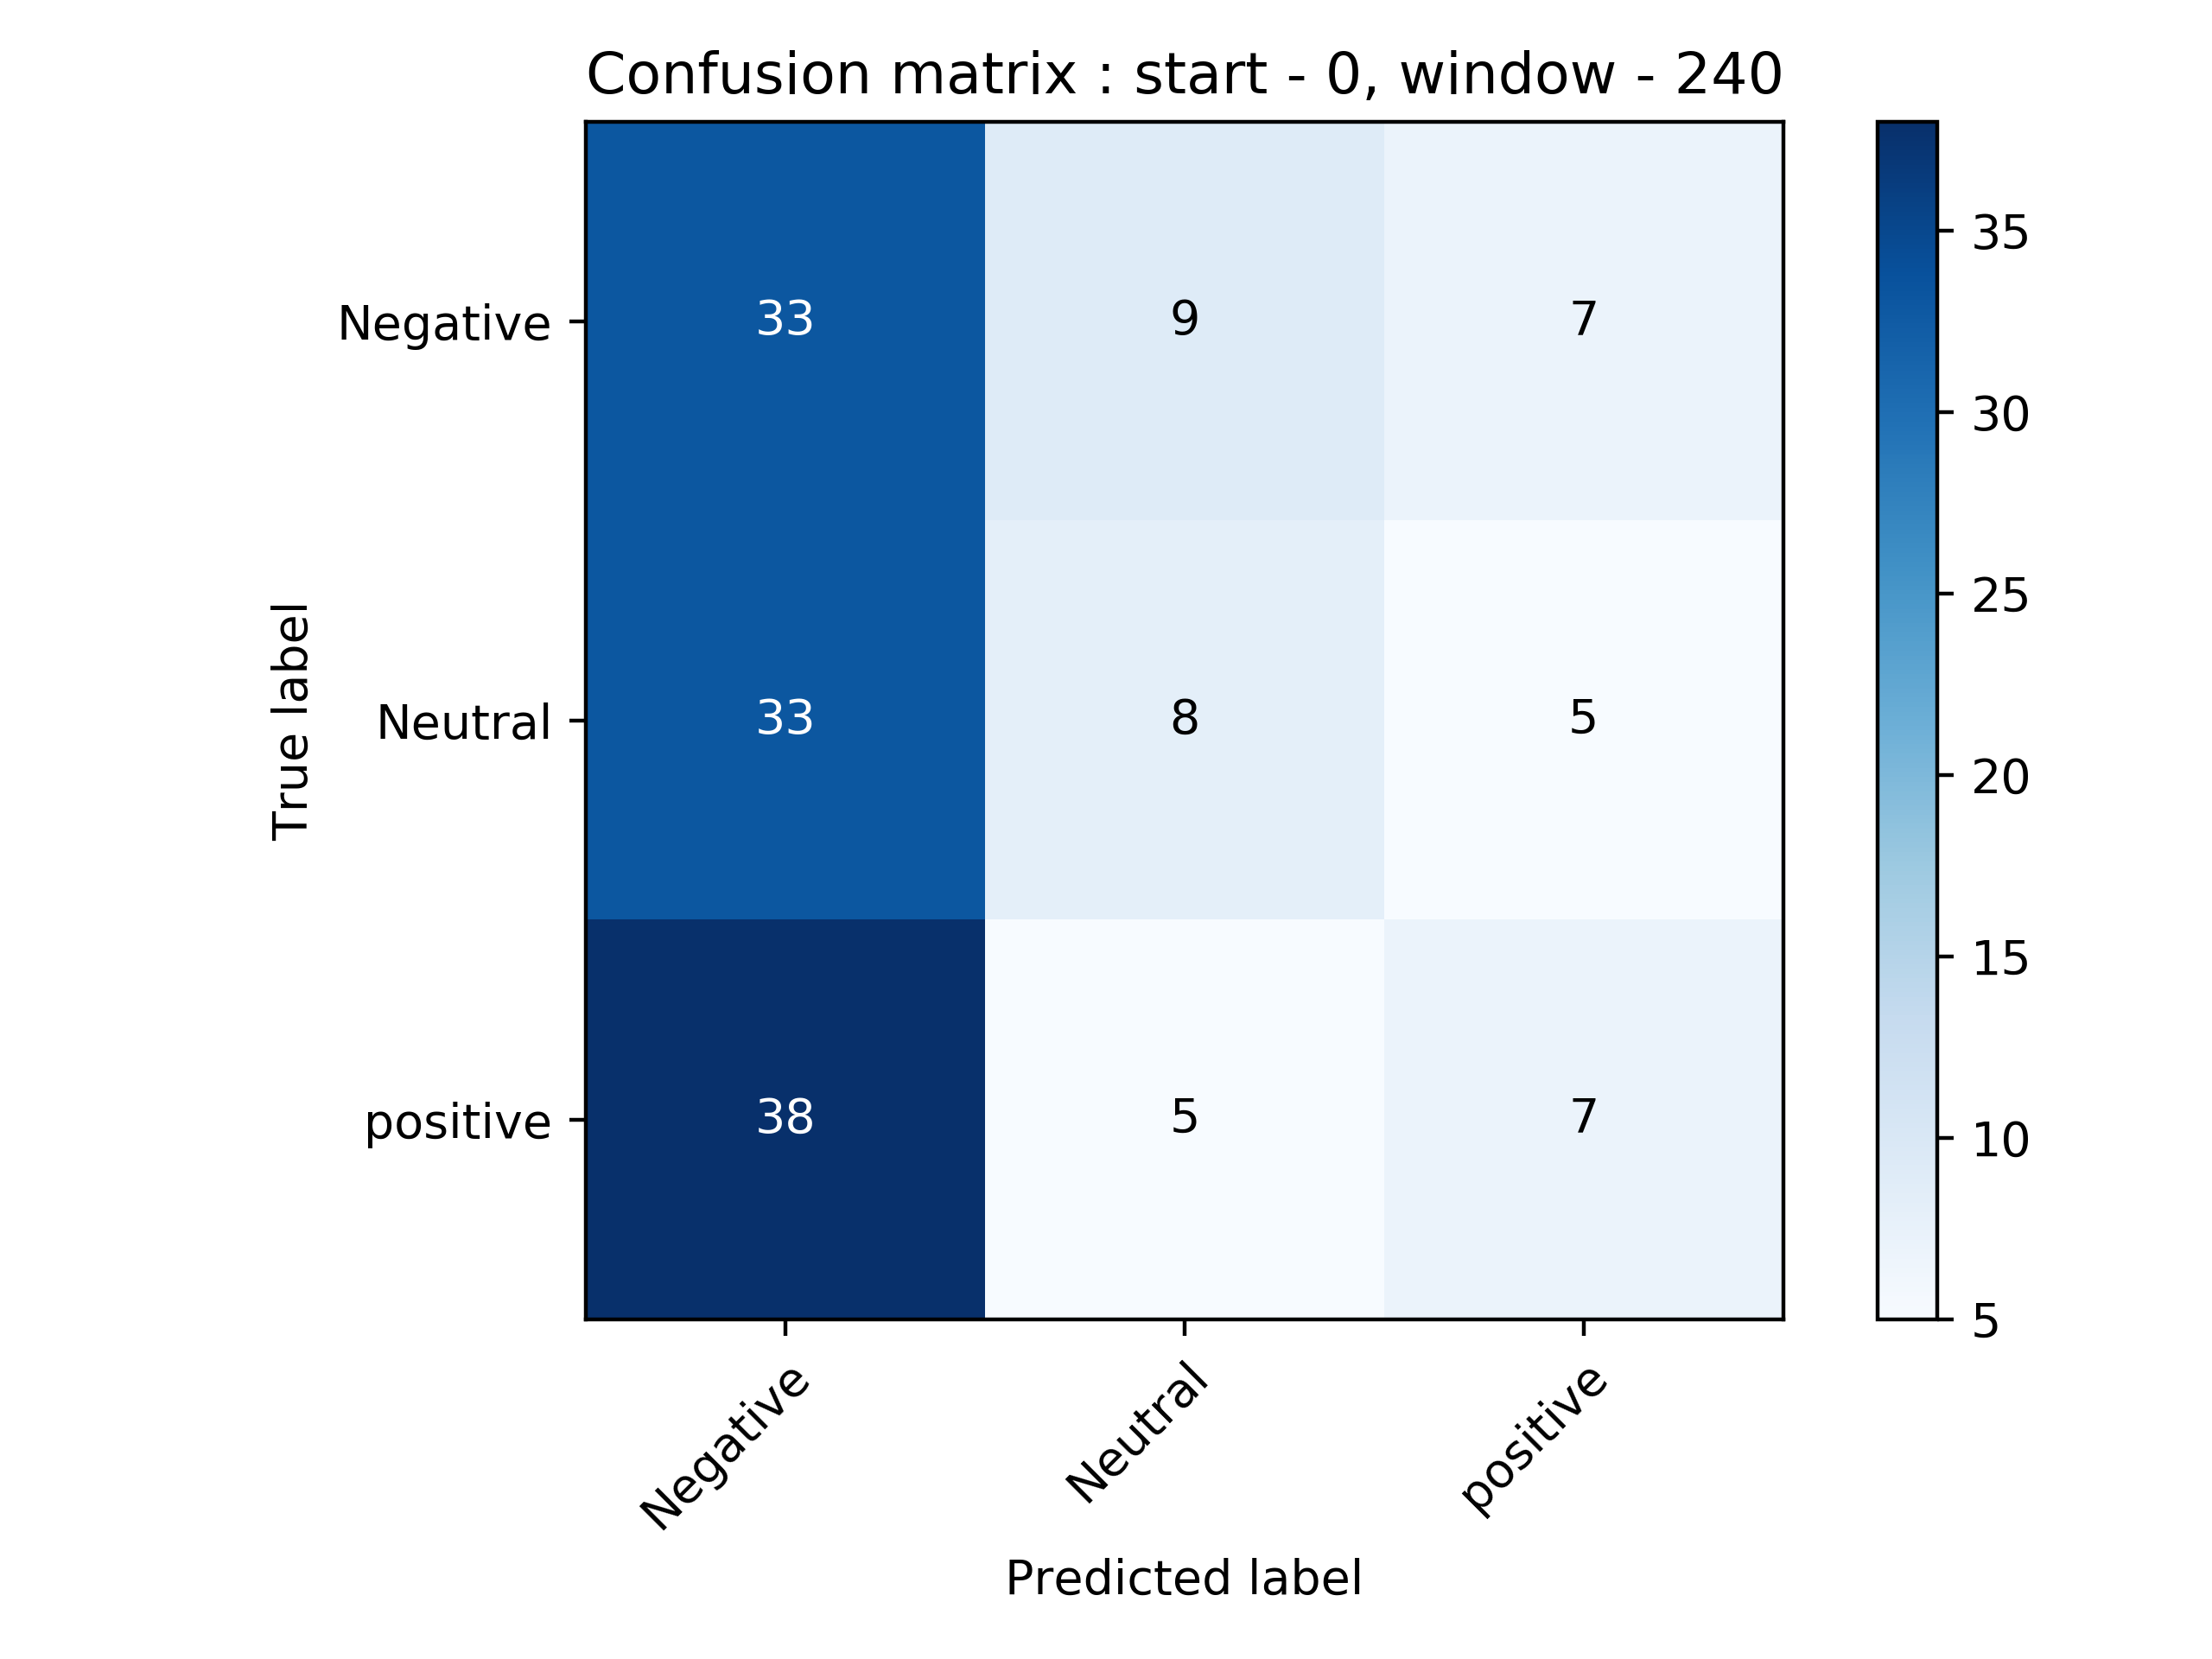 Confusion matrix : start - 0, window - 240
Negative 33 9 7
Neutral 33 8 5
positive 38 5 7
True label
Negative Neutral positive
Predicted label
35
30
25
20
15
10
5